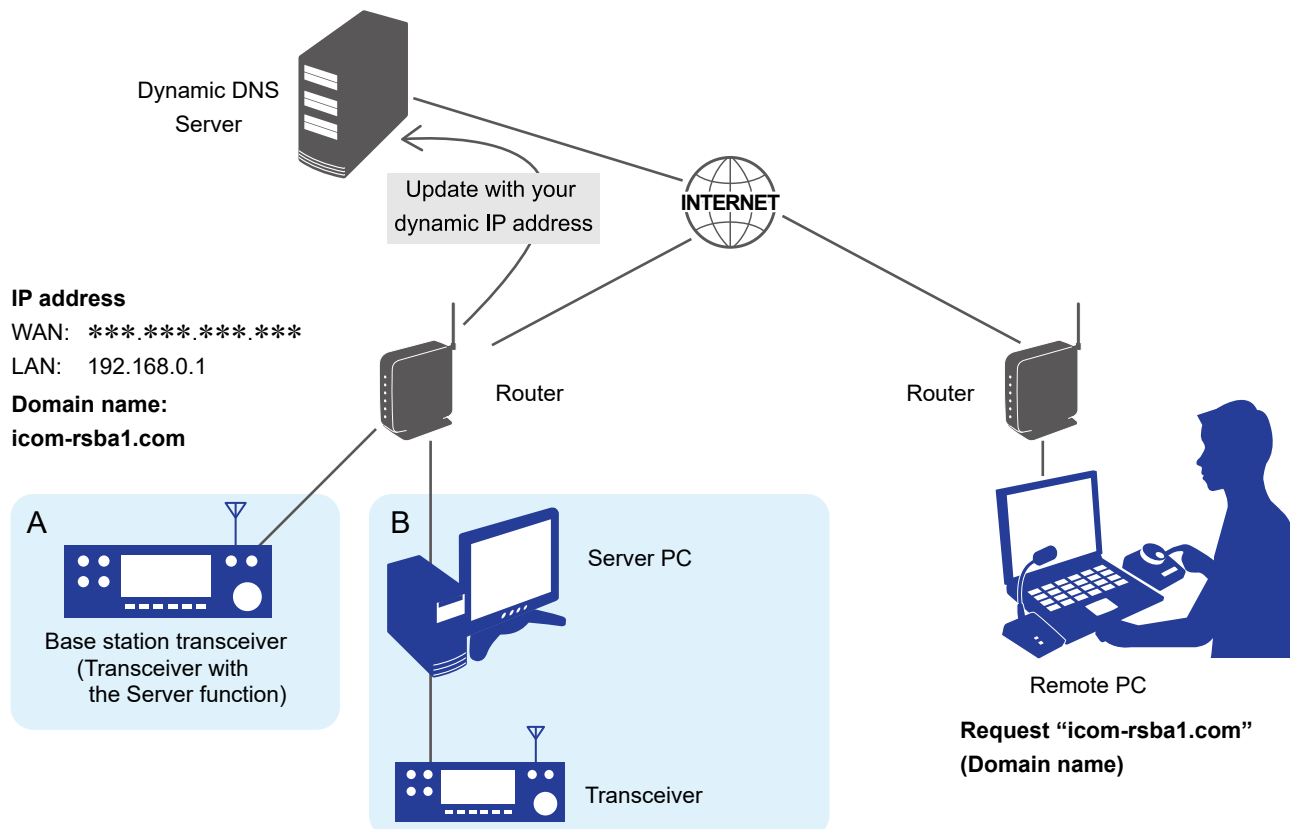 Dynamic DNS
Server
INTERNET
Update with your
dynamic IP address
IP address
WAN: ***.***.***.***
LAN: 192.168.0.1
Domain name:
icom-rsba1.com
Router
Router
A
Base station transceiver
(Transceiver with
the Server function)
B
Server PC
Transceiver
Remote PC
Request “icom-rsba1.com”
(Domain name)